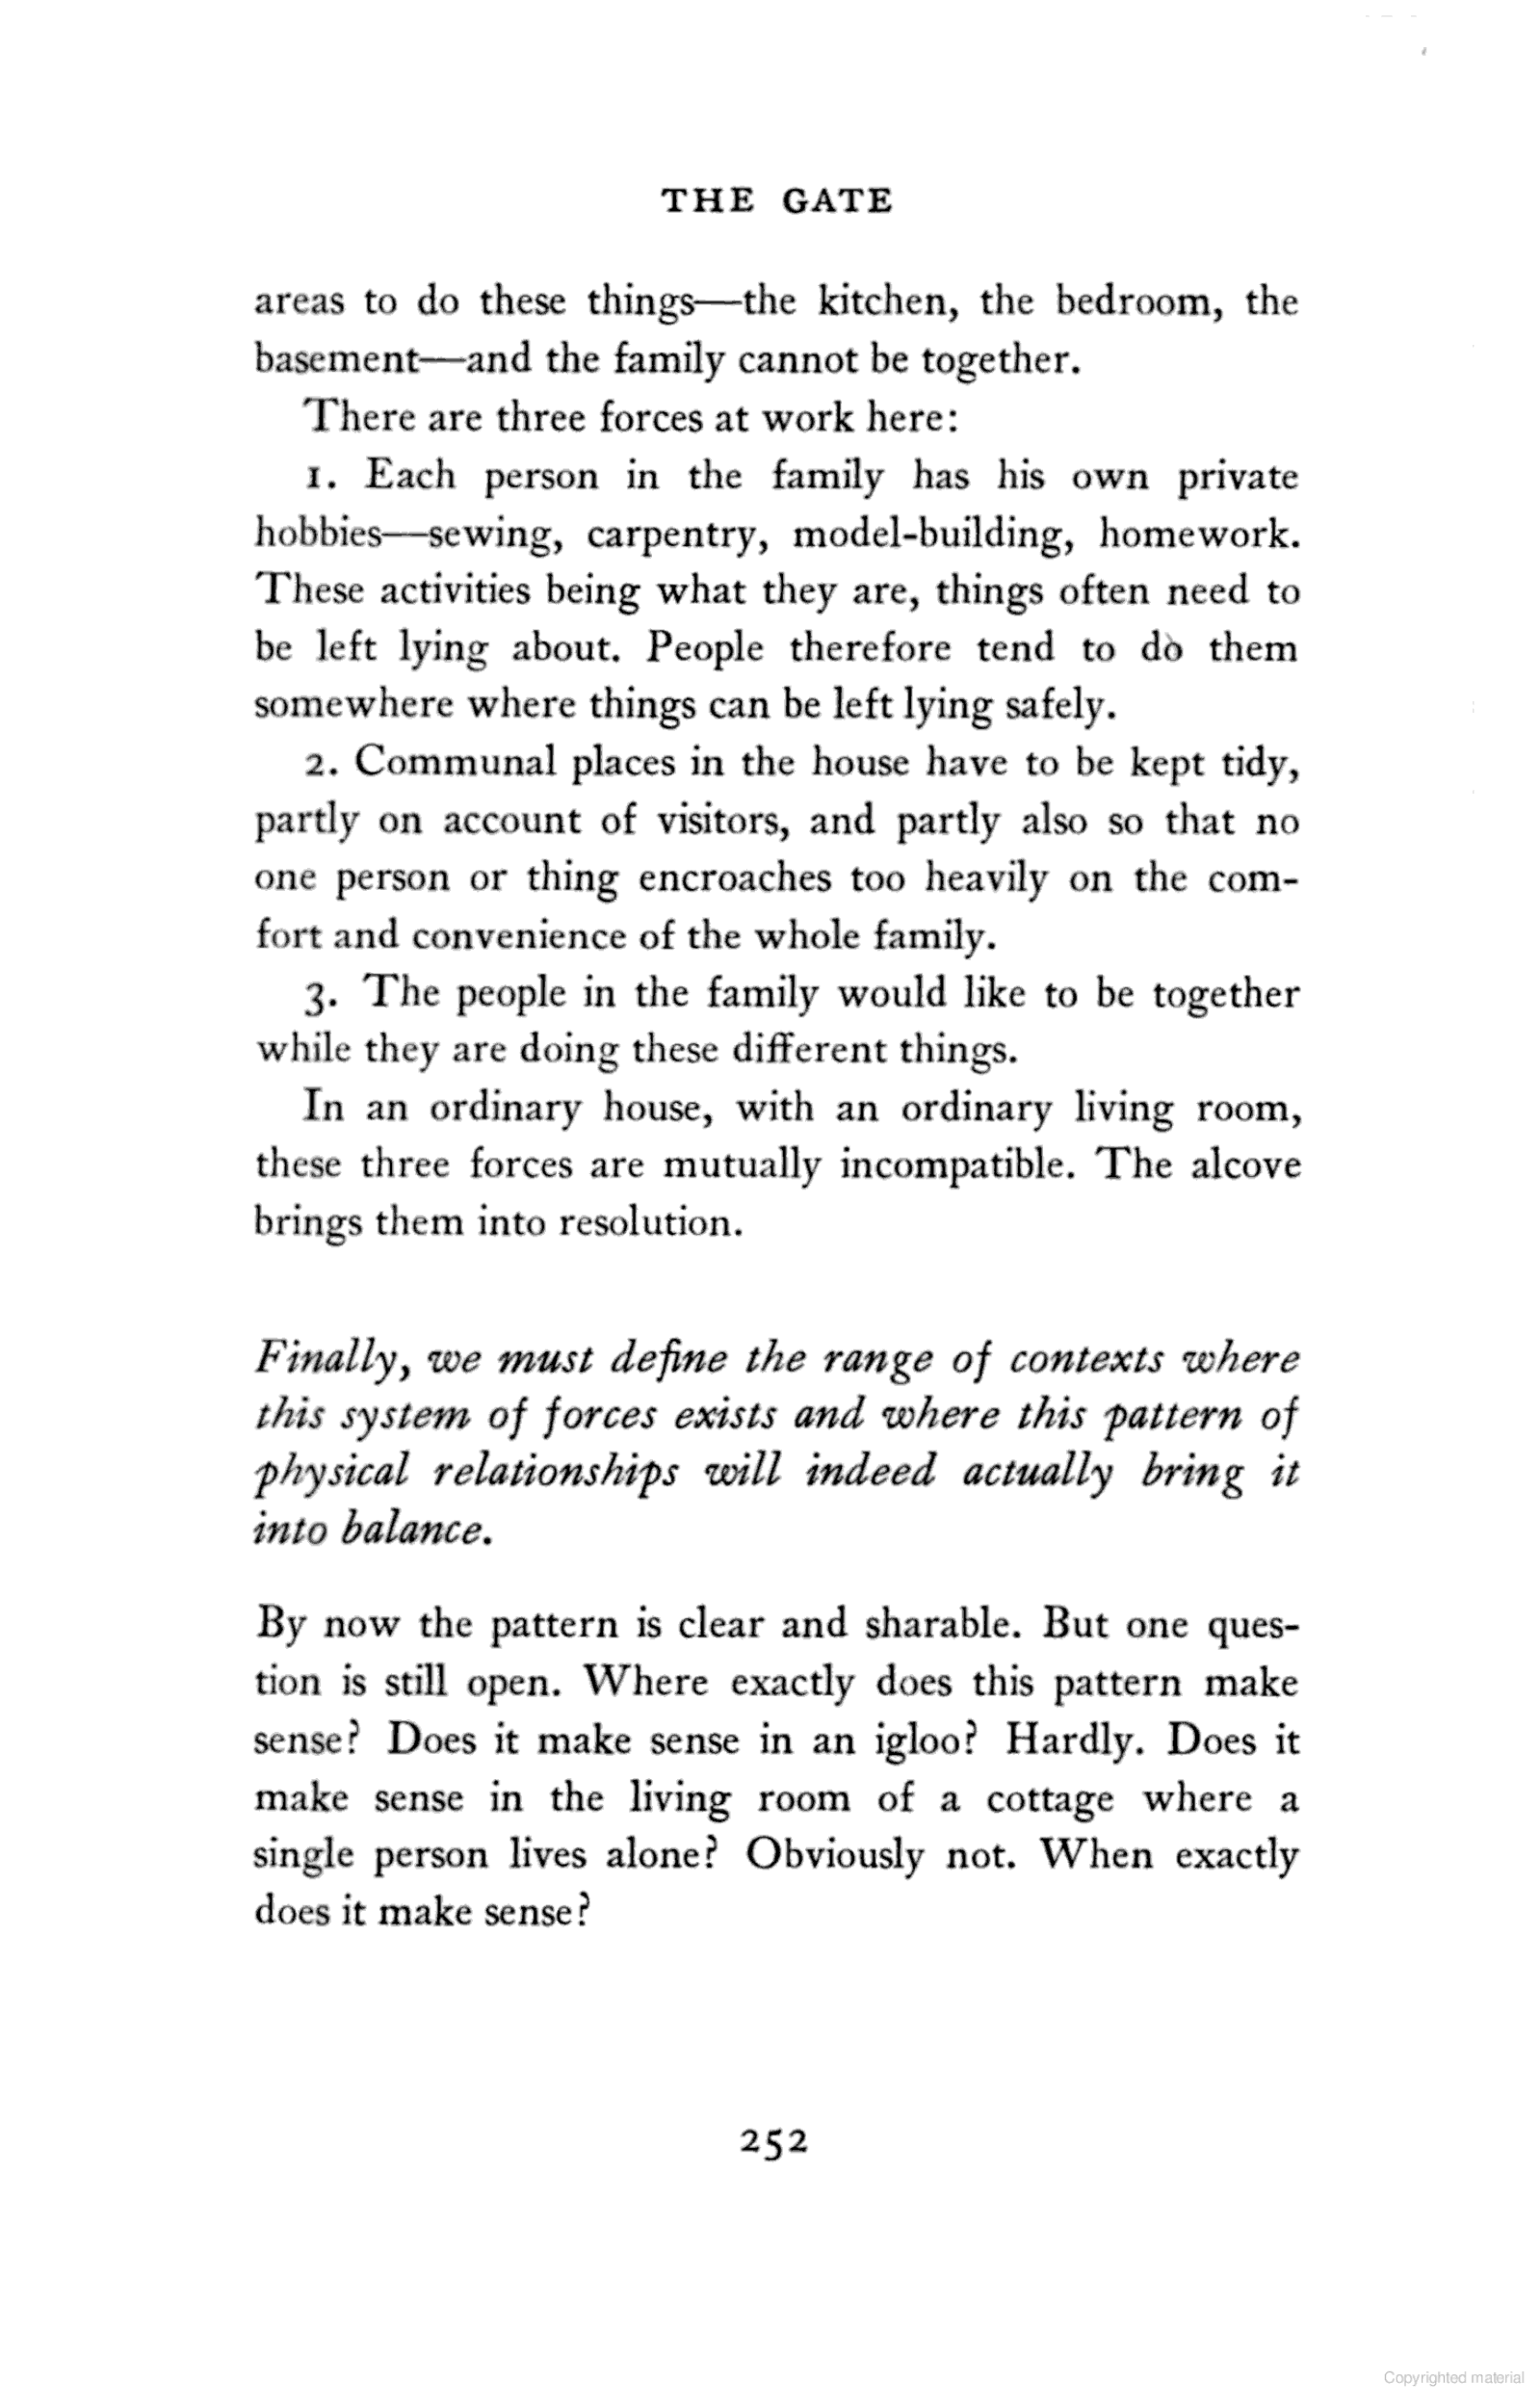 THE GATE
areas to do these things—the kitchen, the bedroom, the
basement—and the family cannot be together.
There are three forces at work here:
1. Each person in the family has his own private
hobbies—sewing, carpentry, model-building, homework.
These activities being what they are, things often need to
be left lying about. People therefore tend to do them
somewhere where things can be left lying safely.
2. Communal places in the house have to be kept tidy,
partly on account of visitors, and partly also so that no
one person or thing encroaches too heavily on the com-
fort and convenience of the whole family.
3. The people in the family would like to be together
while they are doing these different things.
In an ordinary house, with an ordinary living room,
these three forces are mutually incompatible. The alcove
brings them into resolution.
Finally, we must define the range of contexts where
this system of forces exists and where this pattern of
physical relationships will indeed actually bring it
into balance.
By now the pattern is clear and sharable. But one ques-
tion is still open. Where exactly does this pattern make
sense? Does it make sense in an igloo? Hardly. Does it
make sense in the living room of a cottage where a
single person lives alone? Obviously not. When exactly
does it make sense?
252
Copyrighted material